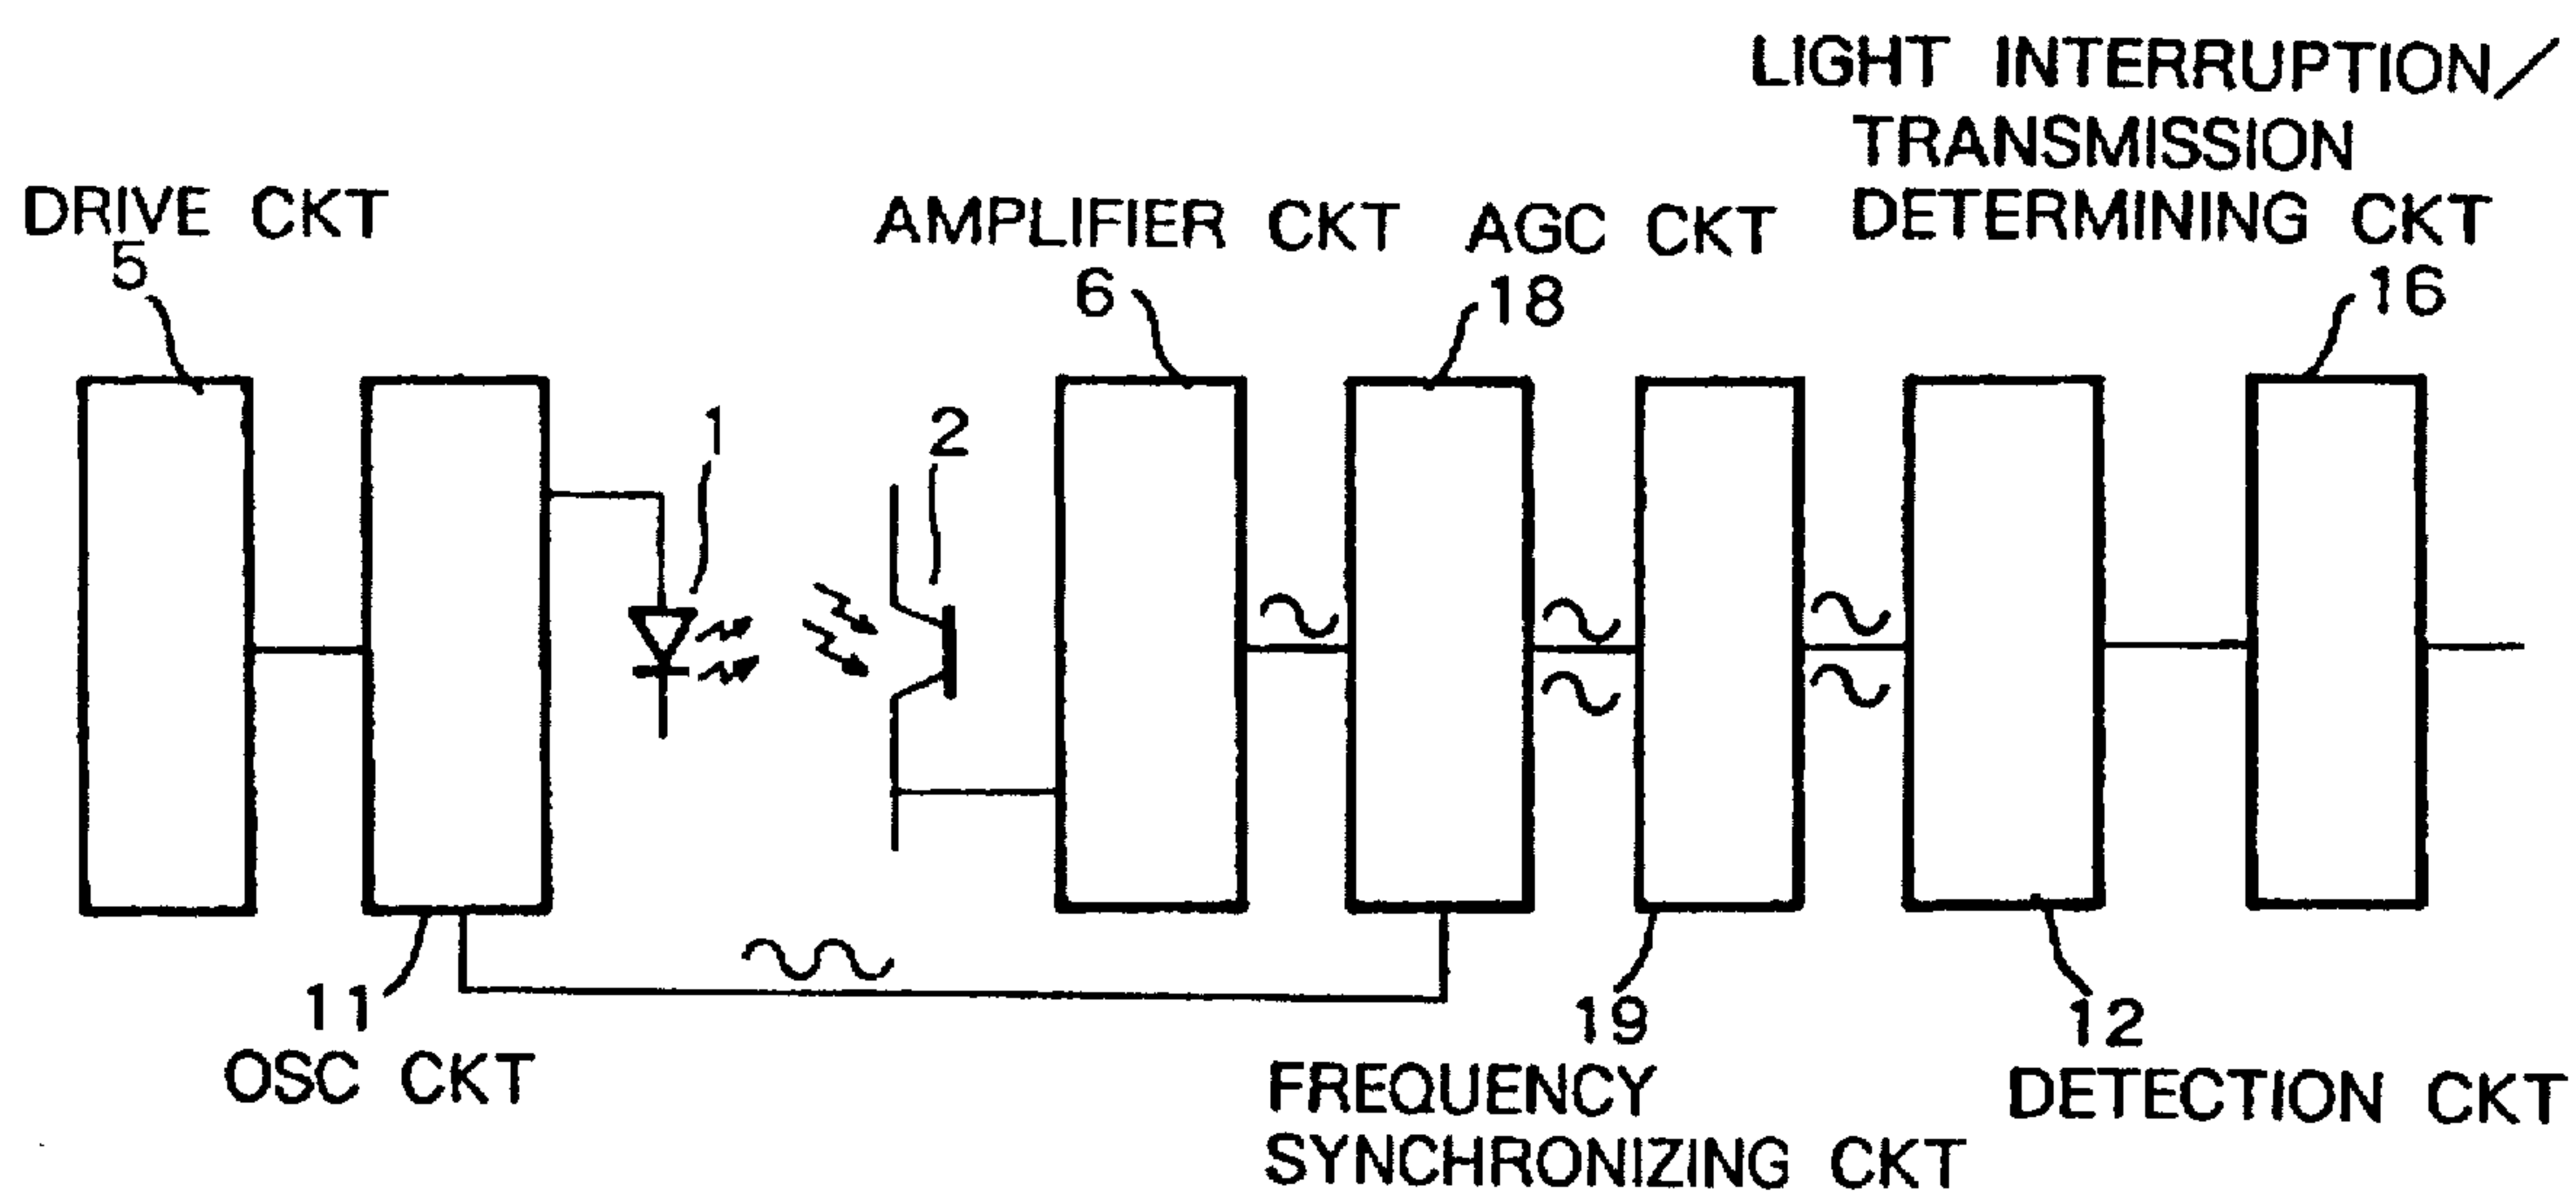 LIGHT INTERRUPTION/
TRANSMISSION
DETERMINING CKT
16
DRIVE CKT
5
AMPLIFIER CKT
6
AGC CKT
18
1
2
11
OSC CKT
19
FREQUENCY
SYNCHRONIZING CKT
12
DETECTION CKT